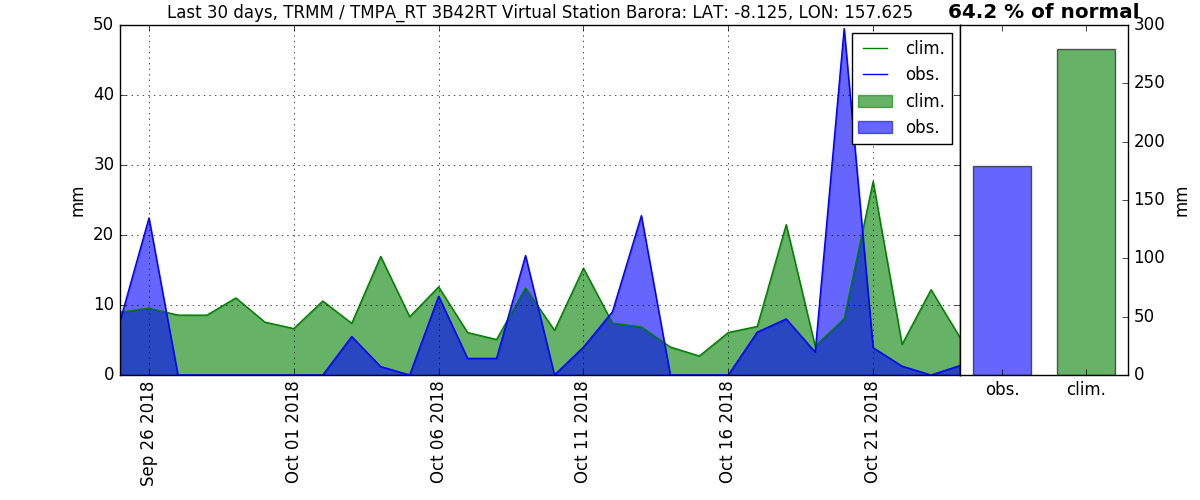 Last 30 days, TRMM / TMPA_RT 3B42RT Virtual Station Barora: LAT: -8.125, LON: 157.625
64.2 % of normal
50
40
30
20
10
0
mm
clim.
obs.
clim.
obs.
Sep 26 2018
Oct 01 2018
Oct 06 2018
Oct 11 2018
Oct 16 2018
Oct 21 2018
300
250
200
150
100
50
0
mm
obs.
clim.